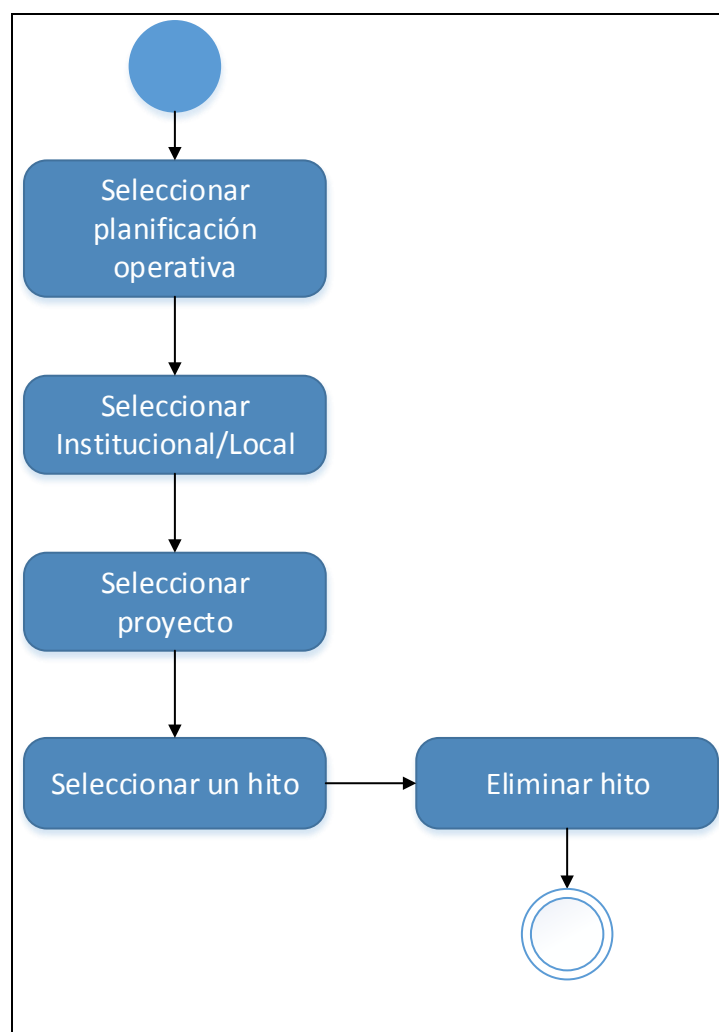 Seleccionar
planificación
operativa
Seleccionar
Institucional/Local
Seleccionar
proyecto
Seleccionar un hito
Eliminar hito